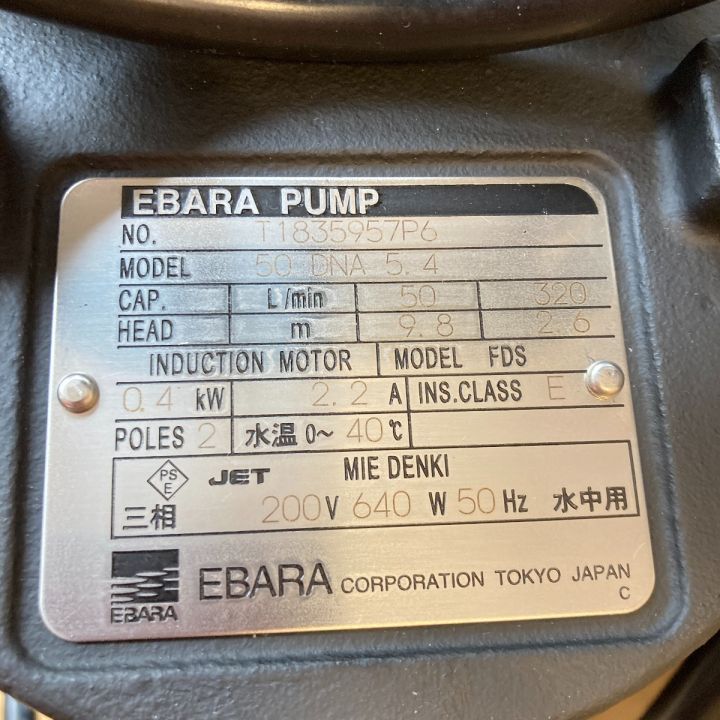 EBARA PUMP
NO. T1835957P6
MODEL 50 DNA 5.4
CAP. L/min 50 320
HEAD m 9.8 2.6
INDUCTION MOTOR MODEL FDS
0.4 kW 2.2 A INS.CLASS E
POLES 2 水温 0~ 40℃
PS E JET MIE DENKI
三相 200V 640 W 50 Hz 水中用
EBARA EBARA CORPORATION TOKYO JAPAN
C